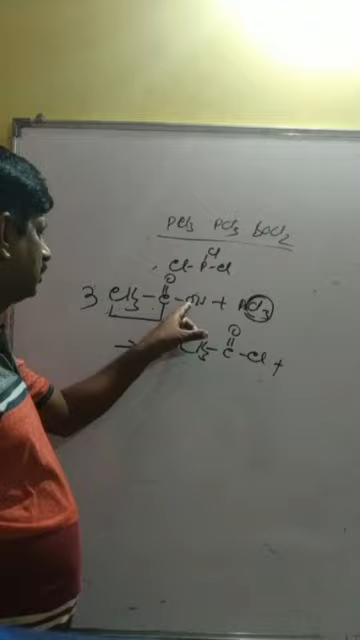 PCl5 PCl3 SOCl2
Cl
Cl-P-Cl
O
3 CH3-C-OH + PCl3
O
→ CH3-C-Cl +